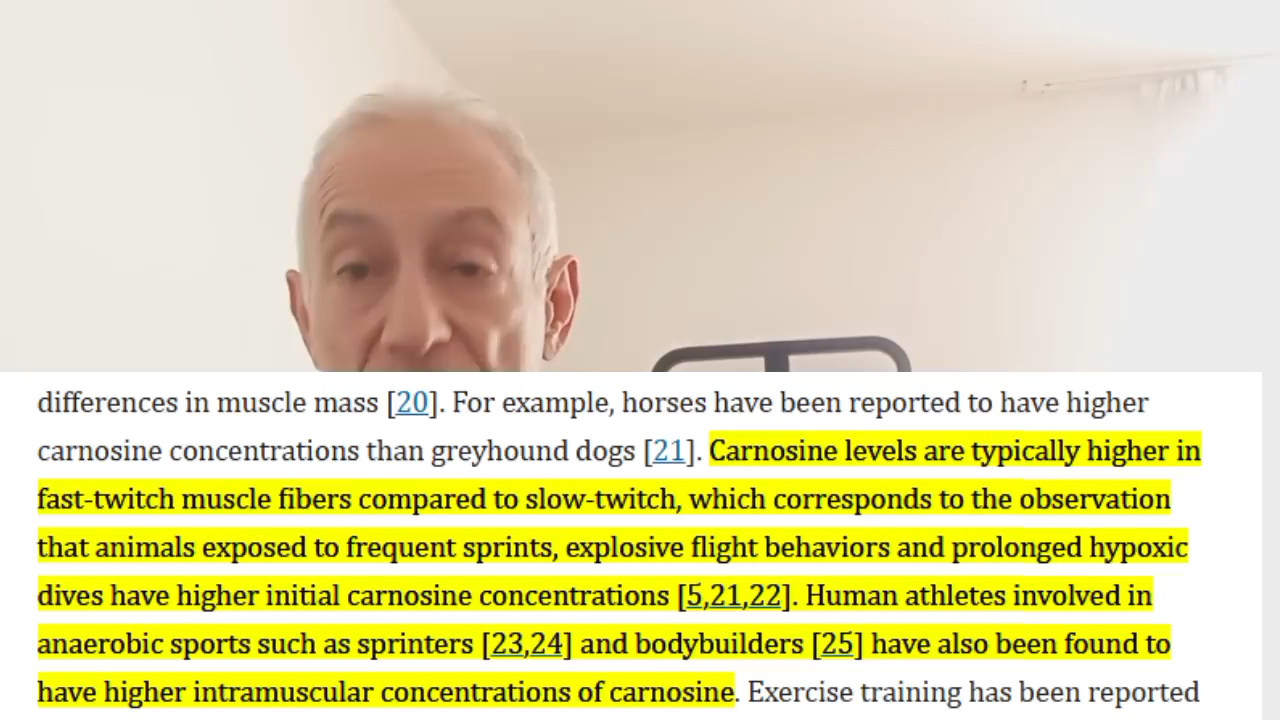 differences in muscle mass [20]. For example, horses have been reported to have higher
carnosine concentrations than greyhound dogs [21]. Carnosine levels are typically higher in
fast-twitch muscle fibers compared to slow-twitch, which corresponds to the observation
that animals exposed to frequent sprints, explosive flight behaviors and prolonged hypoxic
dives have higher initial carnosine concentrations [5,21,22]. Human athletes involved in
anaerobic sports such as sprinters [23,24] and bodybuilders [25] have also been found to
have higher intramuscular concentrations of carnosine. Exercise training has been reported